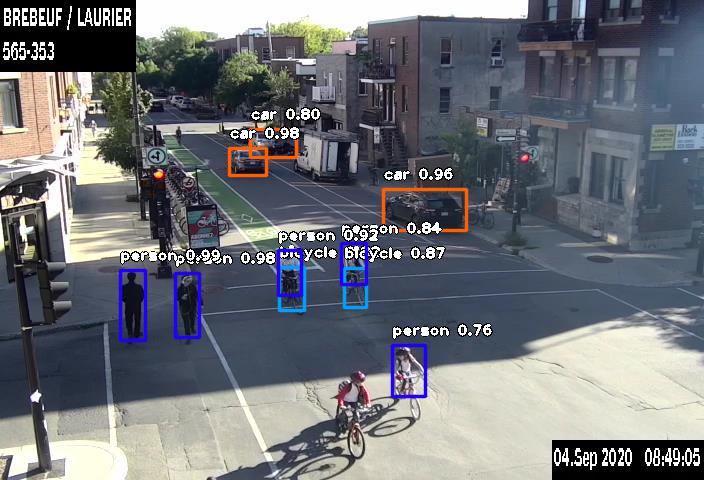 BREBEUF / LAURIER
565-353
car 0.80
car 0.98
car 0.96
person 0.92
person 0.84
bicycle
bicycle 0.87
person 0.99
person 0.98
person 0.76
04.Sep 2020 08:49:05